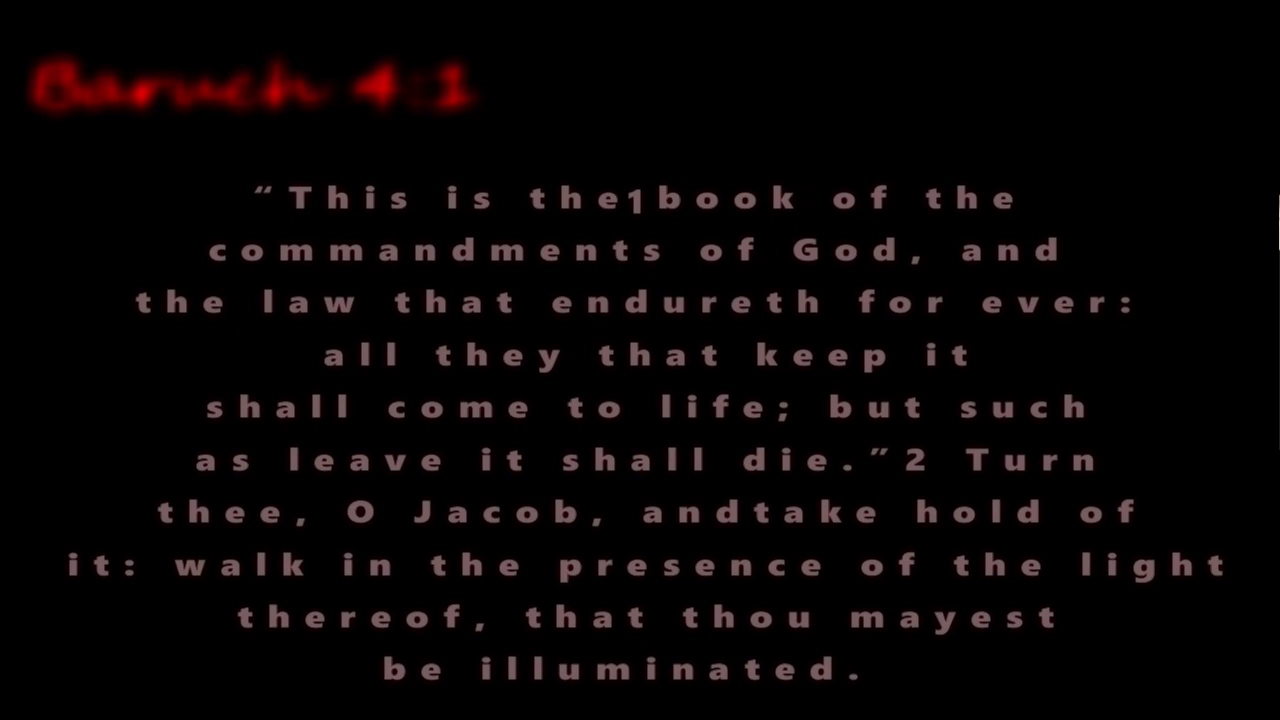 Baruch 4:1
“This is the1book of the
commandments of God, and
the law that endureth for ever:
all they that keep it
shall come to life; but such
as leave it shall die.”2 Turn
thee, O Jacob, andtake hold of
it: walk in the presence of the light
thereof, that thou mayest
be illuminated.